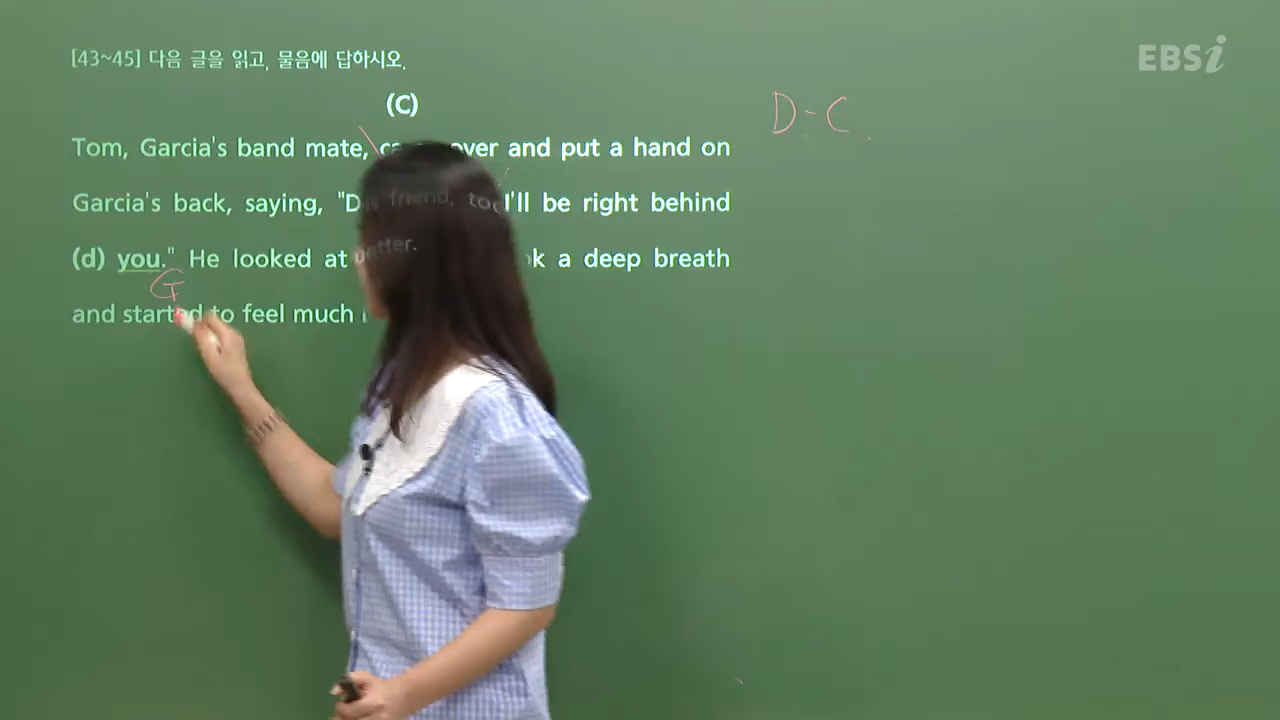 [43~45] 다음 글을 읽고, 물음에 답하시오.
EBSi
(C)
D - C
Tom, Garcia's band mate, over and put a hand on
Garcia's back, saying, " friend, I'll be right behind
(d) you." He looked at a deep breath
G
and started to feel much better.